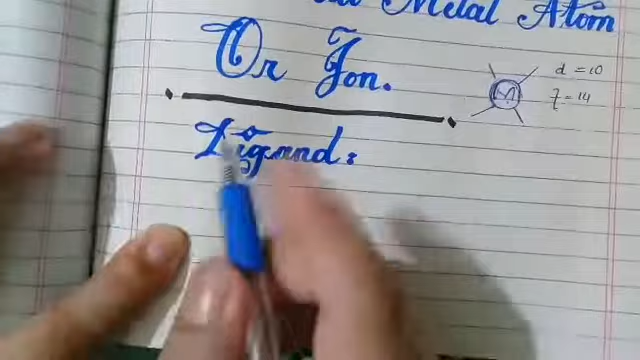 Metal Atom
Or Ion.
Ligand:
M
d = 10
f = 14